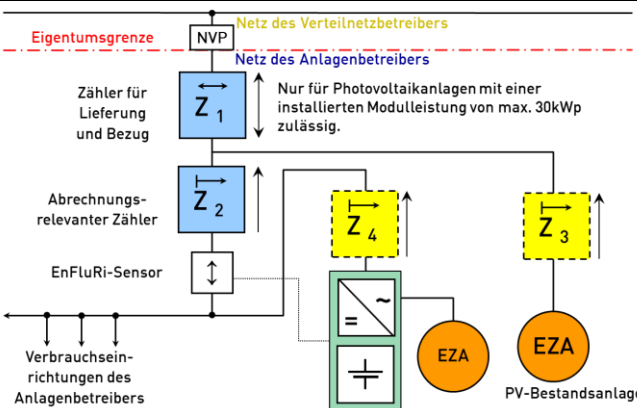 Netz des Verteilnetzbetreibers
Eigentumsgrenze
NVP
Netz des Anlagenbetreibers
Zähler für
Lieferung
und Bezug
Z 1
Nur für Photovoltaikanlagen mit einer
installierten Modulleistung von max. 30kWp
zulässig.
Abrechnungs-
relevanter Zähler
Z 2
Z 4
Z 3
EnFluRi-Sensor
~
=
EZA
EZA
Verbrauchsein-
richtungen des
Anlagenbetreibers
PV-Bestandsanlage